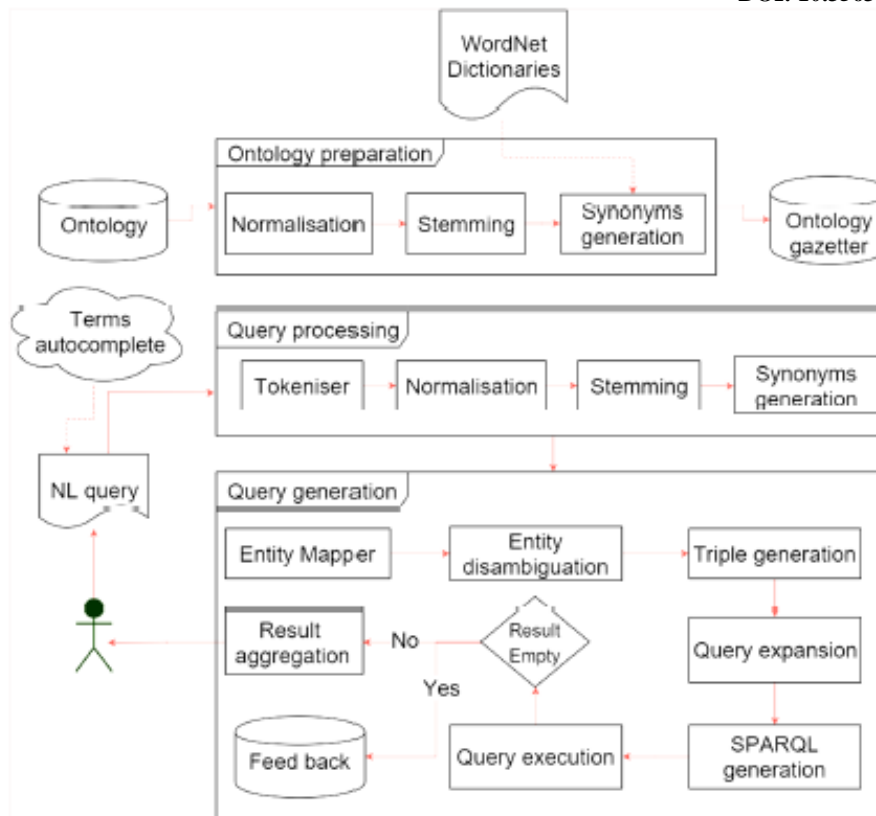 WordNet
Dictionaries
Ontology preparation
Ontology
Normalisation
Stemming
Synonyms
generation
Ontology
gazetter
Terms
autocomplete
Query processing
Tokeniser
Normalisation
Stemming
Synonyms
generation
NL query
Query generation
Entity Mapper
Entity
disambiguation
Triple generation
Result
aggregation
No
Result
Empty
Query expansion
Yes
Feed back
Query execution
SPARQL
generation